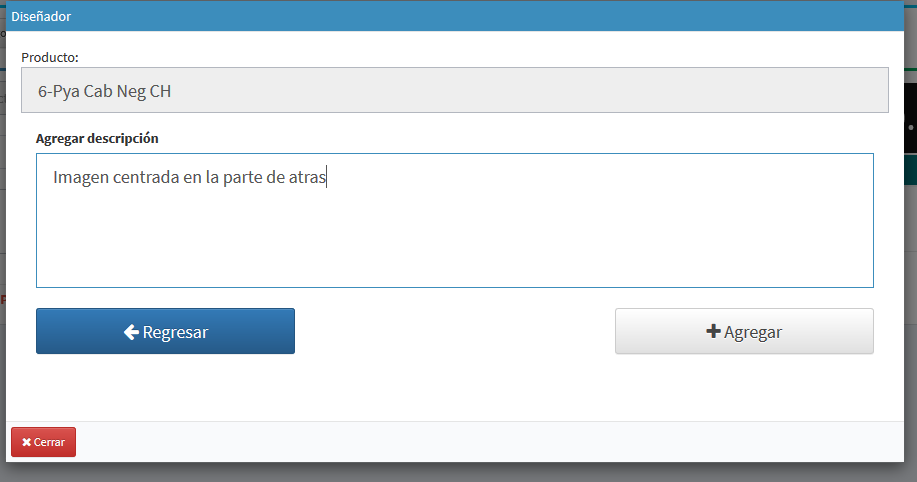 Diseñador
Producto:
6-Pya Cab Neg CH
Agregar descripción
Imagen centrada en la parte de atras
Regresar
Agregar
Cerrar